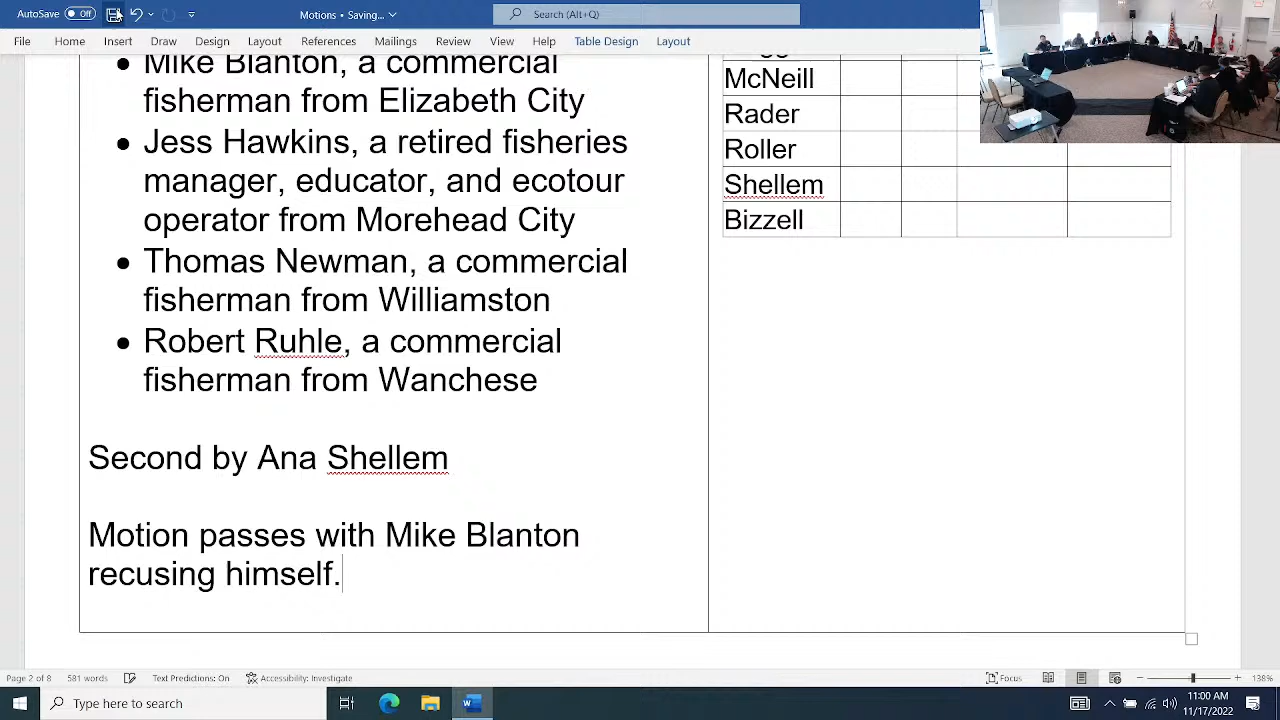 AutoSave Off Motions • Saving... Search (Alt+Q)
File Home Insert Draw Design Layout References Mailings Review View Help Table Design Layout
Mike Blanton, a commercial
fisherman from Elizabeth City
Jess Hawkins, a retired fisheries
manager, educator, and ecotour
operator from Morehead City
Thomas Newman, a commercial
fisherman from Williamston
Robert Ruhle, a commercial
fisherman from Wanchese
Second by Ana Shellem
Motion passes with Mike Blanton
recusing himself.
McNeill
Rader
Roller
Shellem
Bizzell
Page 2 of 8 581 words Text Predictions: On Accessibility: Investigate Focus 138%
Type here to search
11:00 AM
11/17/2022